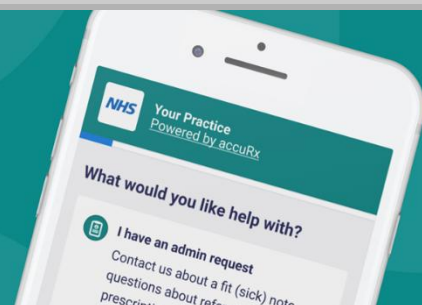 NHS
Your Practice
Powered by accuRx
What would you like help with?
I have an admin request
Contact us about a fit (sick) note
questions about